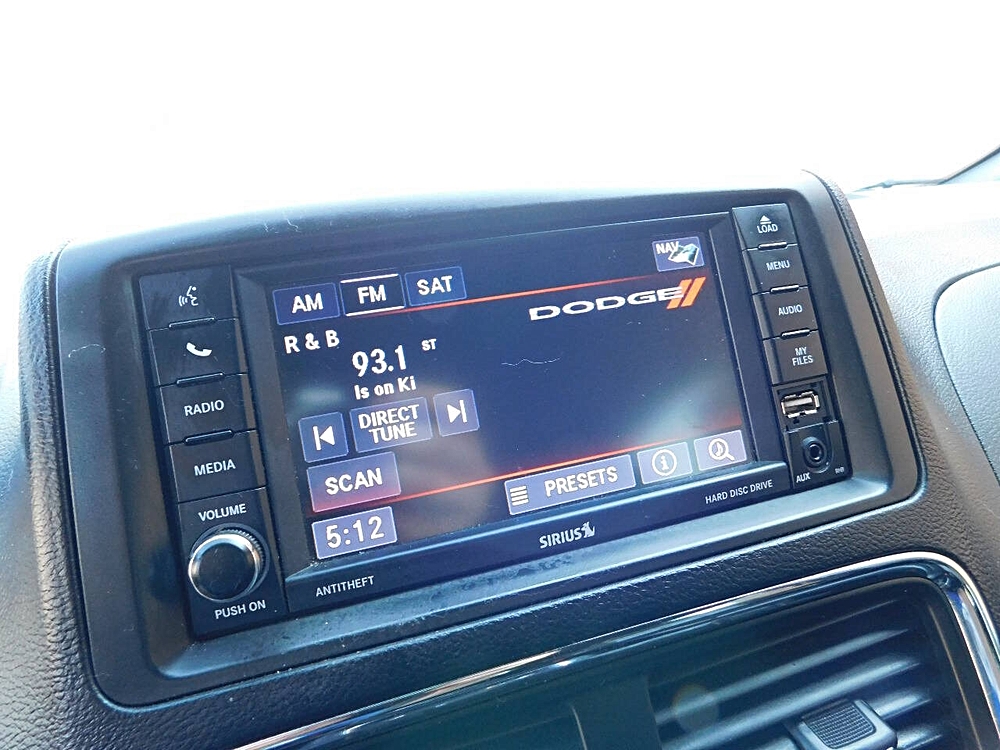 LOAD
NAV
MENU
AM FM SAT
DODGE
AUDIO
R & B
93.1 ST
Is on Ki
MY
FILES
RADIO
DIRECT
TUNE
MEDIA
SCAN
PRESETS
AUX
VOLUME
5:12
HARD DISC DRIVE
SIRIUS
ANTITHEFT
PUSH ON